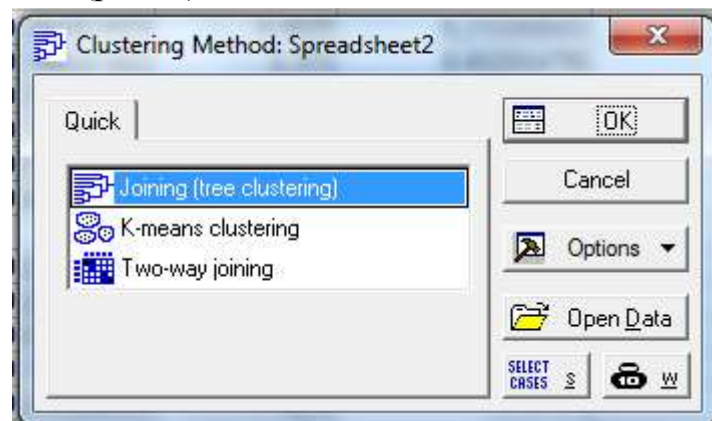 Clustering Method: Spreadsheet2
Quick
Joining (tree clustering)
K-means clustering
Two-way joining
OK
Cancel
Options
Open Data
SELECT
CASES S
W